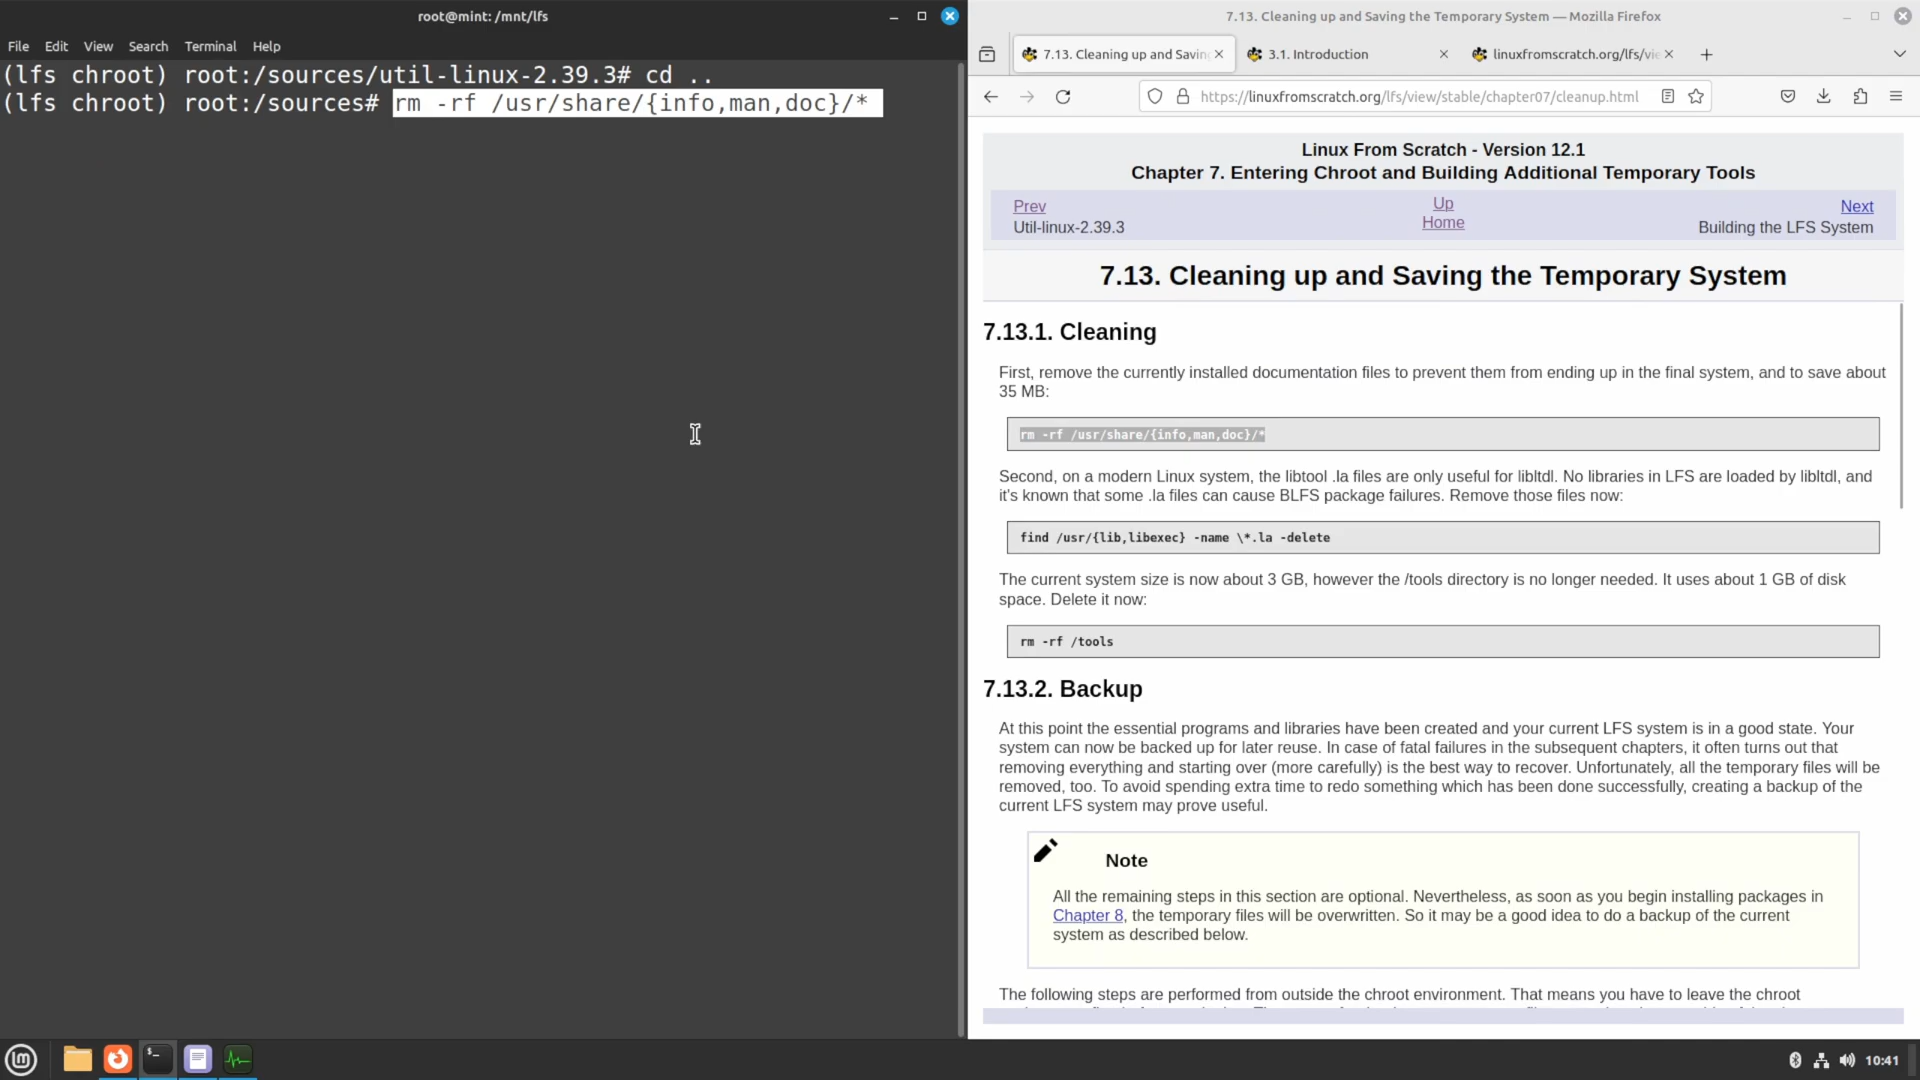 root@mint: /mnt/lfs
File Edit View Search Terminal Help
(lfs chroot) root:/sources/util-linux-2.39.3# cd ..
(lfs chroot) root:/sources# rm -rf /usr/share/{info,man,doc}/*
7.13. Cleaning up and Saving the Temporary System — Mozilla Firefox
7.13. Cleaning up and Savin
3.1. Introduction
linuxfromscratch.org/lfs/vie
https://linuxfromscratch.org/lfs/view/stable/chapter07/cleanup.html
Linux From Scratch - Version 12.1
Chapter 7. Entering Chroot and Building Additional Temporary Tools
Prev Up Next
Util-linux-2.39.3 Home Building the LFS System
7.13. Cleaning up and Saving the Temporary System
7.13.1. Cleaning
First, remove the currently installed documentation files to prevent them from ending up in the final system, and to save about
35 MB:
rm -rf /usr/share/{info,man,doc}/*
Second, on a modern Linux system, the libtool .la files are only useful for libltdl. No libraries in LFS are loaded by libltdl, and
it's known that some .la files can cause BLFS package failures. Remove those files now:
find /usr/{lib,libexec} -name \*.la -delete
The current system size is now about 3 GB, however the /tools directory is no longer needed. It uses about 1 GB of disk
space. Delete it now:
rm -rf /tools
7.13.2. Backup
At this point the essential programs and libraries have been created and your current LFS system is in a good state. Your
system can now be backed up for later reuse. In case of fatal failures in the subsequent chapters, it often turns out that
removing everything and starting over (more carefully) is the best way to recover. Unfortunately, all the temporary files will be
removed, too. To avoid spending extra time to redo something which has been done successfully, creating a backup of the
current LFS system may prove useful.
Note
All the remaining steps in this section are optional. Nevertheless, as soon as you begin installing packages in
Chapter 8, the temporary files will be overwritten. So it may be a good idea to do a backup of the current
system as described below.
The following steps are performed from outside the chroot environment. That means you have to leave the chroot
10:41